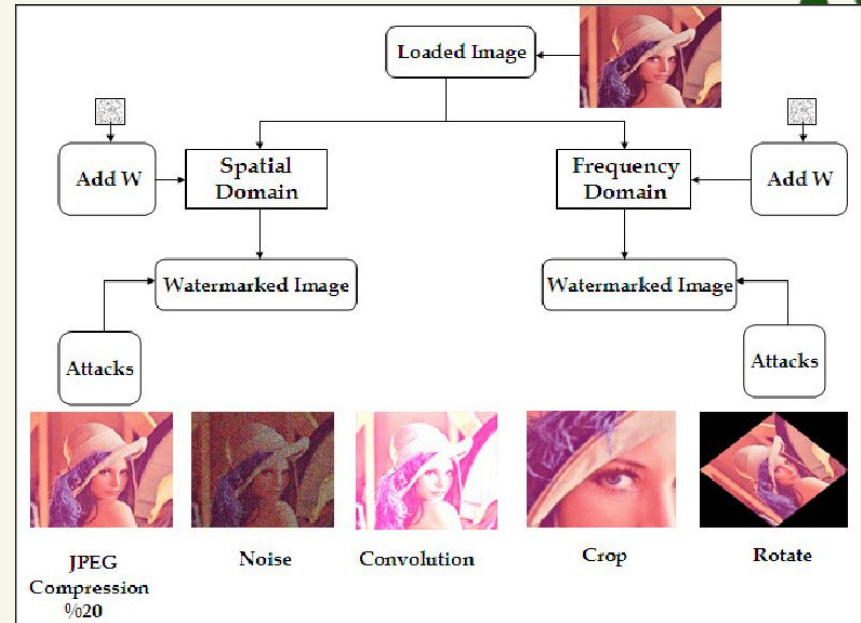 Loaded Image
Add W
Spatial
Domain
Frequency
Domain
Add W
Watermarked Image
Watermarked Image
Attacks
Attacks
JPEG
Compression
%20
Noise
Convolution
Crop
Rotate